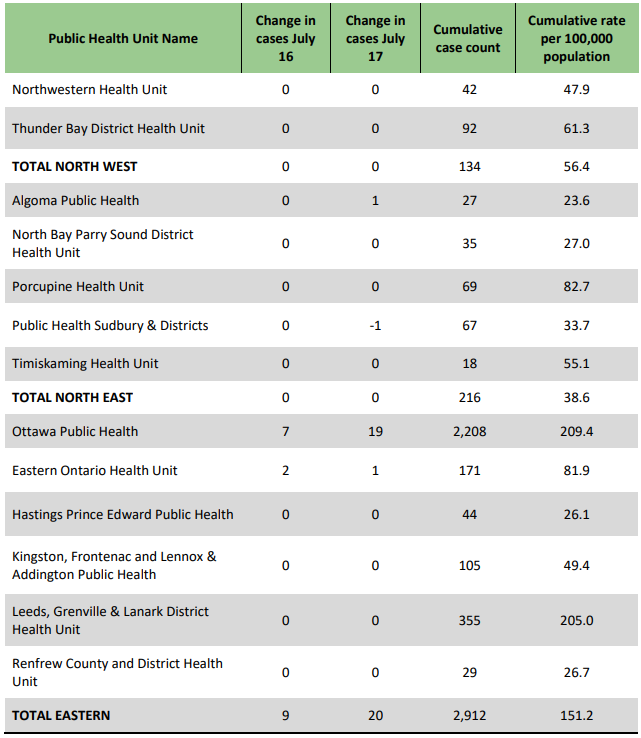 Public Health Unit Name Change in cases July 16 Change in cases July 17 Cumulative case count Cumulative rate per 100,000 population
Northwestern Health Unit 0 0 42 47.9
Thunder Bay District Health Unit 0 0 92 61.3
TOTAL NORTH WEST 0 0 134 56.4
Algoma Public Health 0 1 27 23.6
North Bay Parry Sound District
Health Unit 0 0 35 27.0
Porcupine Health Unit 0 0 69 82.7
Public Health Sudbury & Districts 0 -1 67 33.7
Timiskaming Health Unit 0 0 18 55.1
TOTAL NORTH EAST 0 0 216 38.6
Ottawa Public Health 7 19 2,208 209.4
Eastern Ontario Health Unit 2 1 171 81.9
Hastings Prince Edward Public Health 0 0 44 26.1
Kingston, Frontenac and Lennox &
Addington Public Health 0 0 105 49.4
Leeds, Grenville & Lanark District
Health Unit 0 0 355 205.0
Renfrew County and District Health
Unit 0 0 29 26.7
TOTAL EASTERN 9 20 2,912 151.2